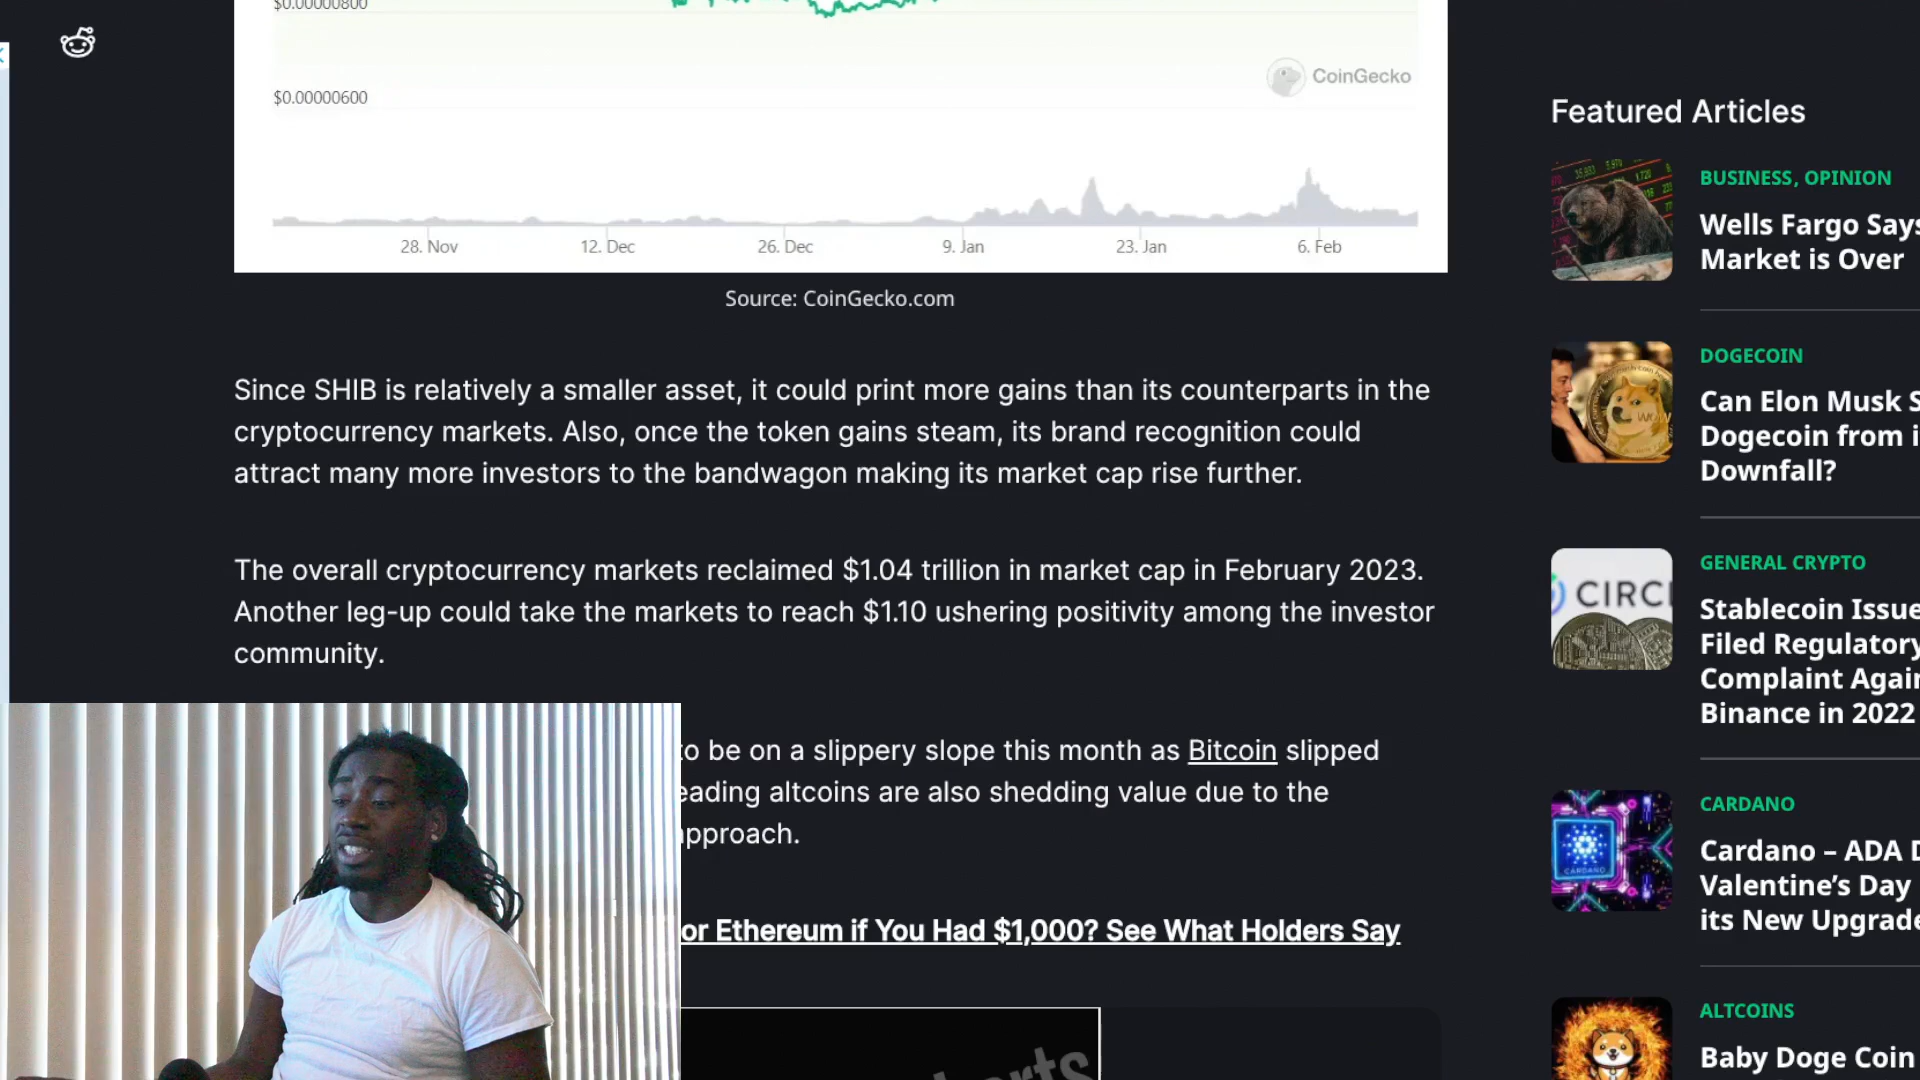 $0.00000800
CoinGecko
$0.00000600
28. Nov
12. Dec
26. Dec
9. Jan
23. Jan
6. Feb
Source: CoinGecko.com
Since SHIB is relatively a smaller asset, it could print more gains than its counterparts in the
cryptocurrency markets. Also, once the token gains steam, its brand recognition could
attract many more investors to the bandwagon making its market cap rise further.
The overall cryptocurrency markets reclaimed $1.04 trillion in market cap in February 2023.
Another leg-up could take the markets to reach $1.10 ushering positivity among the investor
community.
to be on a slippery slope this month as Bitcoin slipped
eading altcoins are also shedding value due to the
approach.
or Ethereum if You Had $1,000? See What Holders Say
Featured Articles
BUSINESS, OPINION
Wells Fargo Says
Market is Over
DOGECOIN
Can Elon Musk S
Dogecoin from i
Downfall?
GENERAL CRYPTO
CIRC
Stablecoin Issue
Filed Regulatory
Complaint Again
Binance in 2022
CARDANO
CARDANO
Cardano – ADA D
Valentine's Day
its New Upgrade
ALTCOINS
Baby Doge Coin